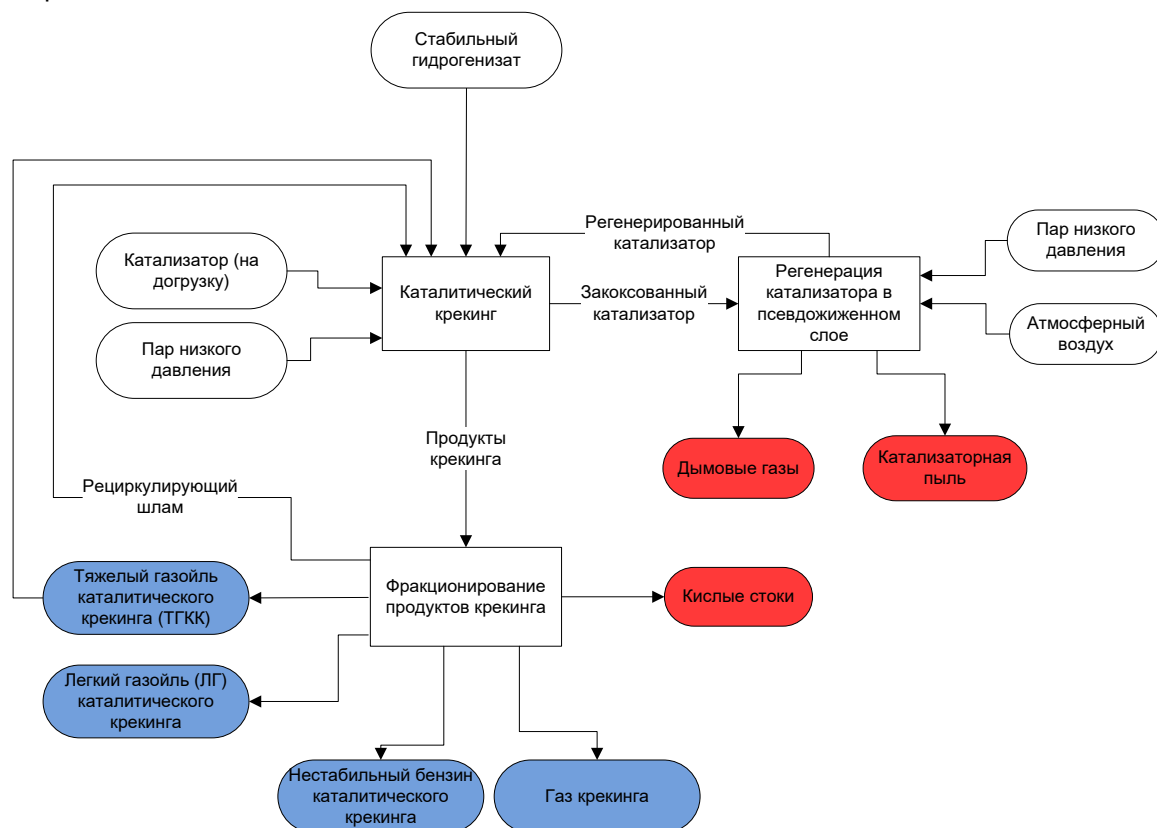 Стабильный
гидрогенизат
Регенерированный
катализатор
Пар низкого
давления
Катализатор (на
догрузку)
Каталитический
крекинг
Закоксованный
катализатор
Регенерация
катализатора в
псевдожиженном
слое
Атмосферный
воздух
Пар низкого
давления
Продукты
крекинга
Дымовые газы
Катализаторная
пыль
Рециркулирующий
шлам
Тяжелый газойль
каталитического
крекинга (ТГКК)
Фракционирование
продуктов крекинга
Кислые стоки
Легкий газойль (ЛГ)
каталитического
крекинга
Нестабильный бензин
каталитического
крекинга
Газ крекинга